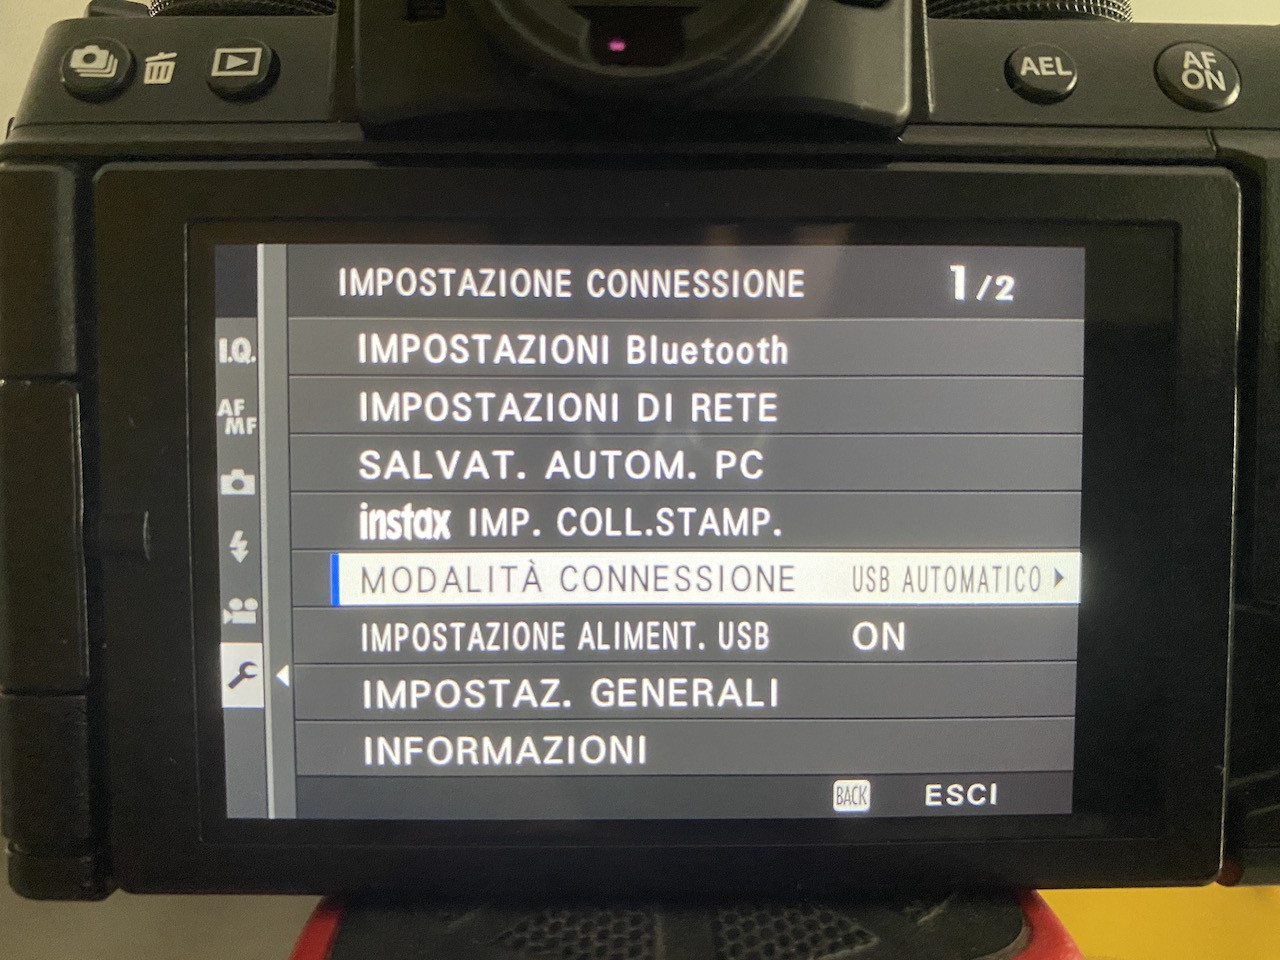 AEL
AF
ON
IMPOSTAZIONE CONNESSIONE 1/2
I.Q.
IMPOSTAZIONI Bluetooth
AF
MF
IMPOSTAZIONI DI RETE
SALVAT. AUTOM. PC
instax IMP. COLL.STAMP.
MODALITÀ CONNESSIONE USB AUTOMATICO
IMPOSTAZIONE ALIMENT. USB ON
IMPOSTAZ. GENERALI
INFORMAZIONI
BACK ESCI